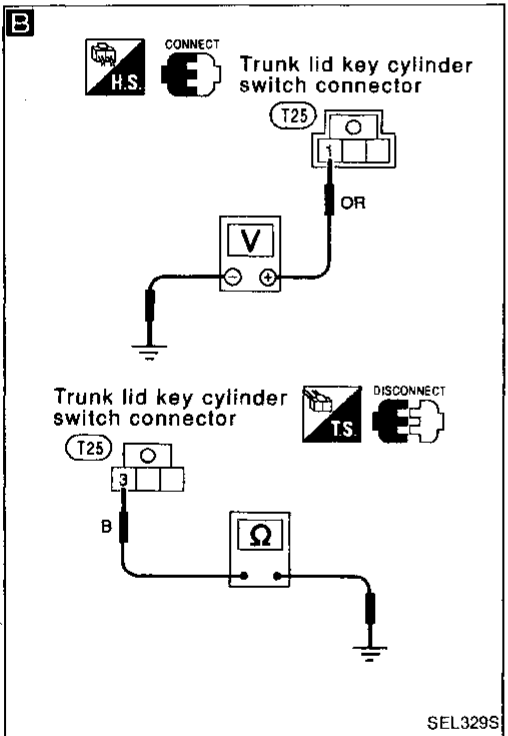 B
CONNECT
H.S.
Trunk lid key cylinder
switch connector
T25
1
OR
V
− +
Trunk lid key cylinder
switch connector
DISCONNECT
T.S.
T25
3
B
Ω
SEL329S